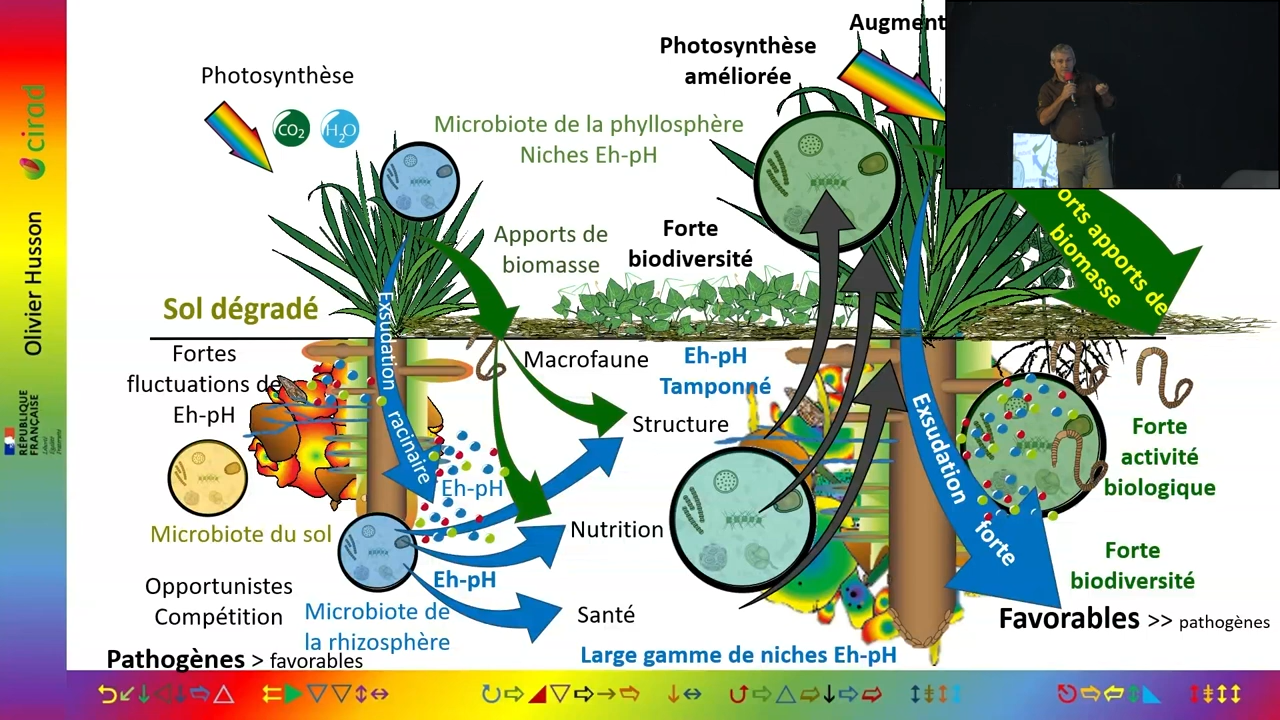 cirad
Olivier Husson
RÉPUBLIQUE
FRANÇAISE
Liberté
Égalité
Fraternité
Photosynthèse
CO2
H2O
Microbiote de la phyllosphère
Niches Eh-pH
Photosynthèse
améliorée
Augment
Apports de
biomasse
Forte
biodiversité
orts apports de
biomasse
Sol dégradé
Fortes
fluctuations de
Eh-pH
Exsudation racinaire
Macrofaune
Eh-pH
Tamponné
Structure
Eh-pH
Exsudation forte
Forte
activité
biologique
Microbiote du sol
Nutrition
Eh-pH
Forte
biodiversité
Opportunistes
Compétition
Microbiote de
la rhizosphère
Santé
Favorables >> pathogènes
Pathogènes > favorables
Large gamme de niches Eh-pH